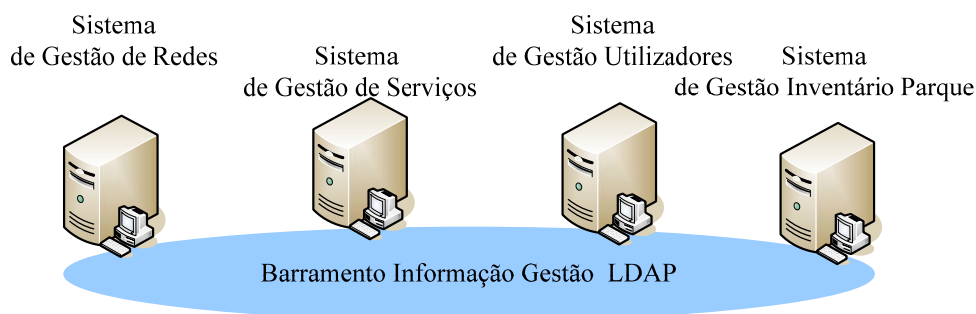 Sistema
de Gestão de Redes
Sistema
de Gestão de Serviços
Sistema
de Gestão Utilizadores
Sistema
de Gestão Inventário Parque
Barramento Informação Gestão LDAP